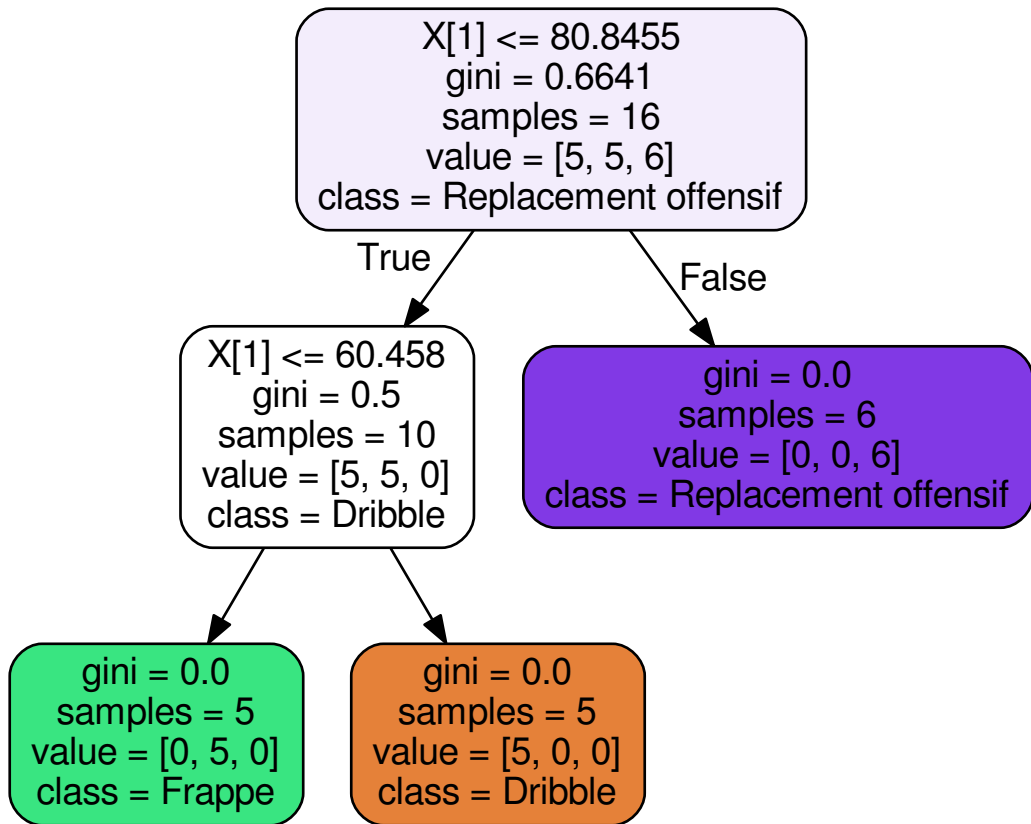 X[1] <= 80.8455
gini = 0.6641
samples = 16
value = [5, 5, 6]
class = Replacement offensif
True
False
X[1] <= 60.458
gini = 0.5
samples = 10
value = [5, 5, 0]
class = Dribble
gini = 0.0
samples = 6
value = [0, 0, 6]
class = Replacement offensif
gini = 0.0
samples = 5
value = [0, 5, 0]
class = Frappe
gini = 0.0
samples = 5
value = [5, 0, 0]
class = Dribble